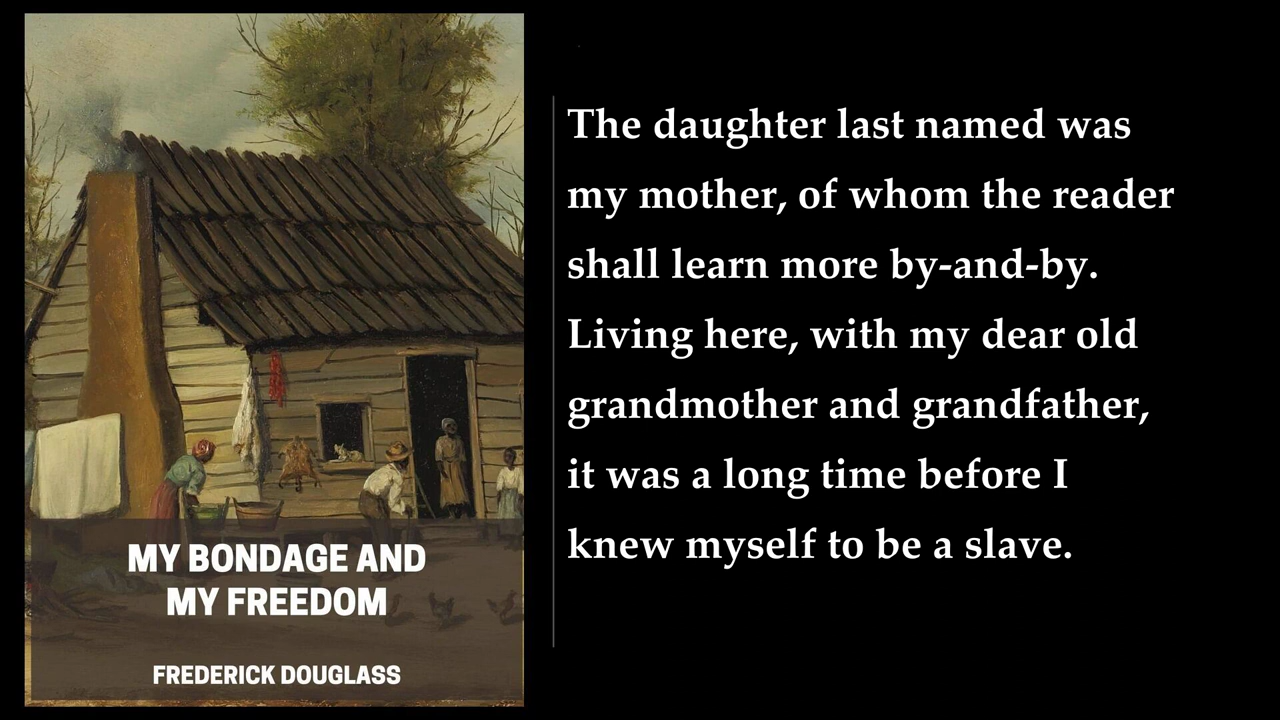 MY BONDAGE AND
MY FREEDOM
FREDERICK DOUGLASS
The daughter last named was
my mother, of whom the reader
shall learn more by-and-by.
Living here, with my dear old
grandmother and grandfather,
it was a long time before I
knew myself to be a slave.